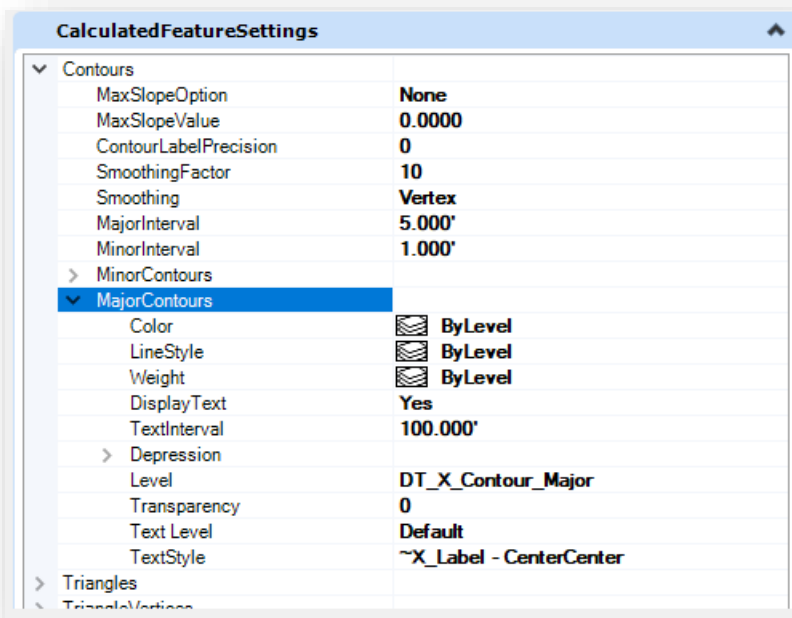 CalculatedFeatureSettings
Contours
MaxSlopeOption None
MaxSlopeValue 0.0000
ContourLabelPrecision 0
SmoothingFactor 10
Smoothing Vertex
MajorInterval 5.000'
MinorInterval 1.000'
MinorContours
MajorContours
Color ByLevel
LineStyle ByLevel
Weight ByLevel
DisplayText Yes
TextInterval 100.000'
Depression
Level DT_X_Contour_Major
Transparency 0
Text Level Default
TextStyle ~X_Label - CenterCenter
Triangles
TriangleVertices